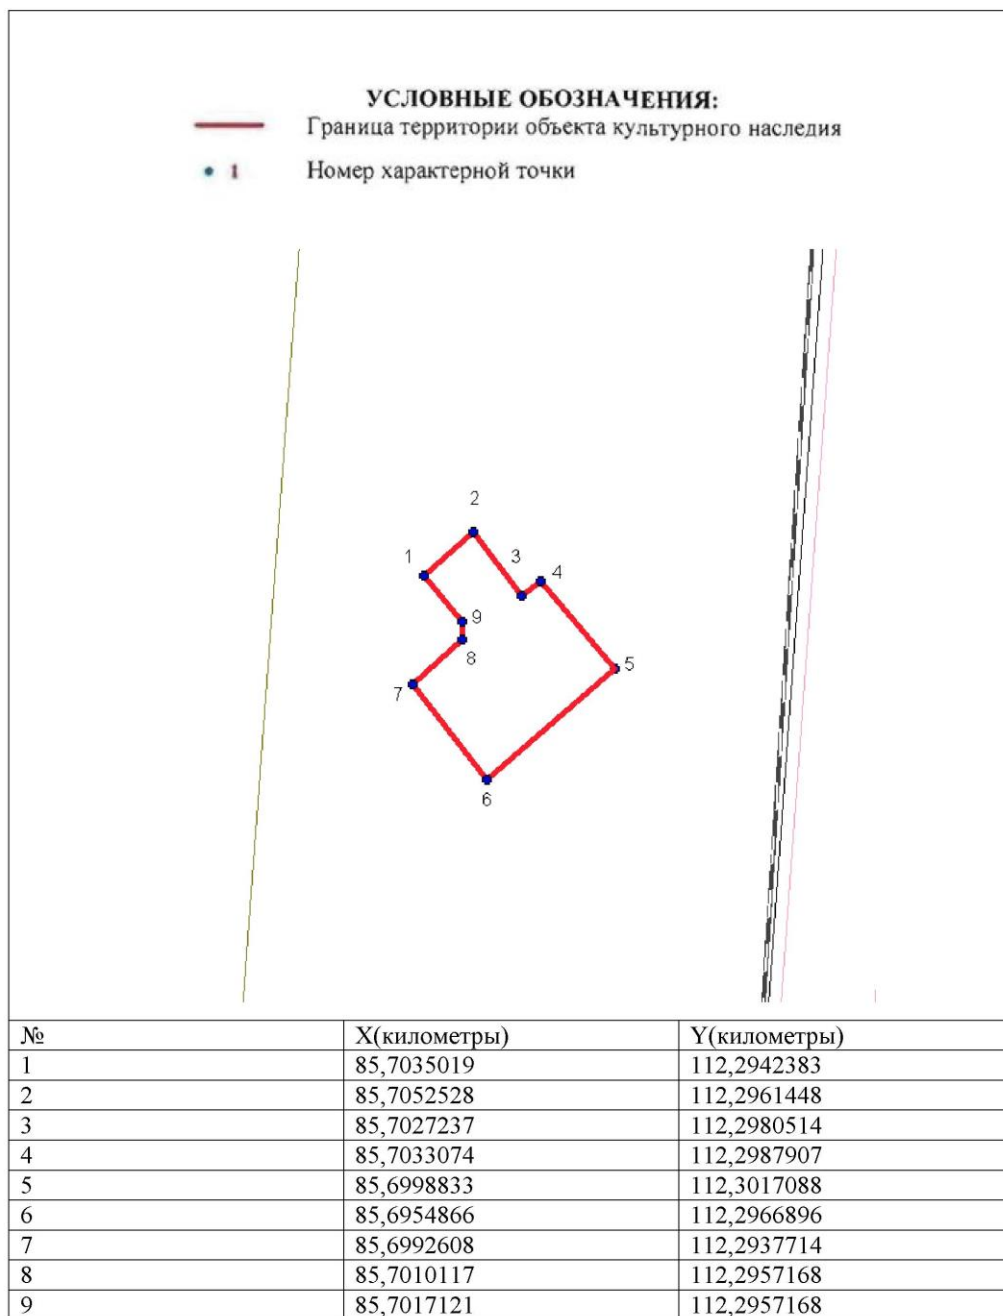 УСЛОВНЫЕ ОБОЗНАЧЕНИЯ:
Граница территории объекта культурного наследия
1 Номер характерной точки
2
1
3
4
9
8
5
7
6
№ X(километры) Y(километры)
1 85,7035019 112,2942383
2 85,7052528 112,2961448
3 85,7027237 112,2980514
4 85,7033074 112,2987907
5 85,6998833 112,3017088
6 85,6954866 112,2966896
7 85,6992608 112,2937714
8 85,7010117 112,2957168
9 85,7017121 112,2957168